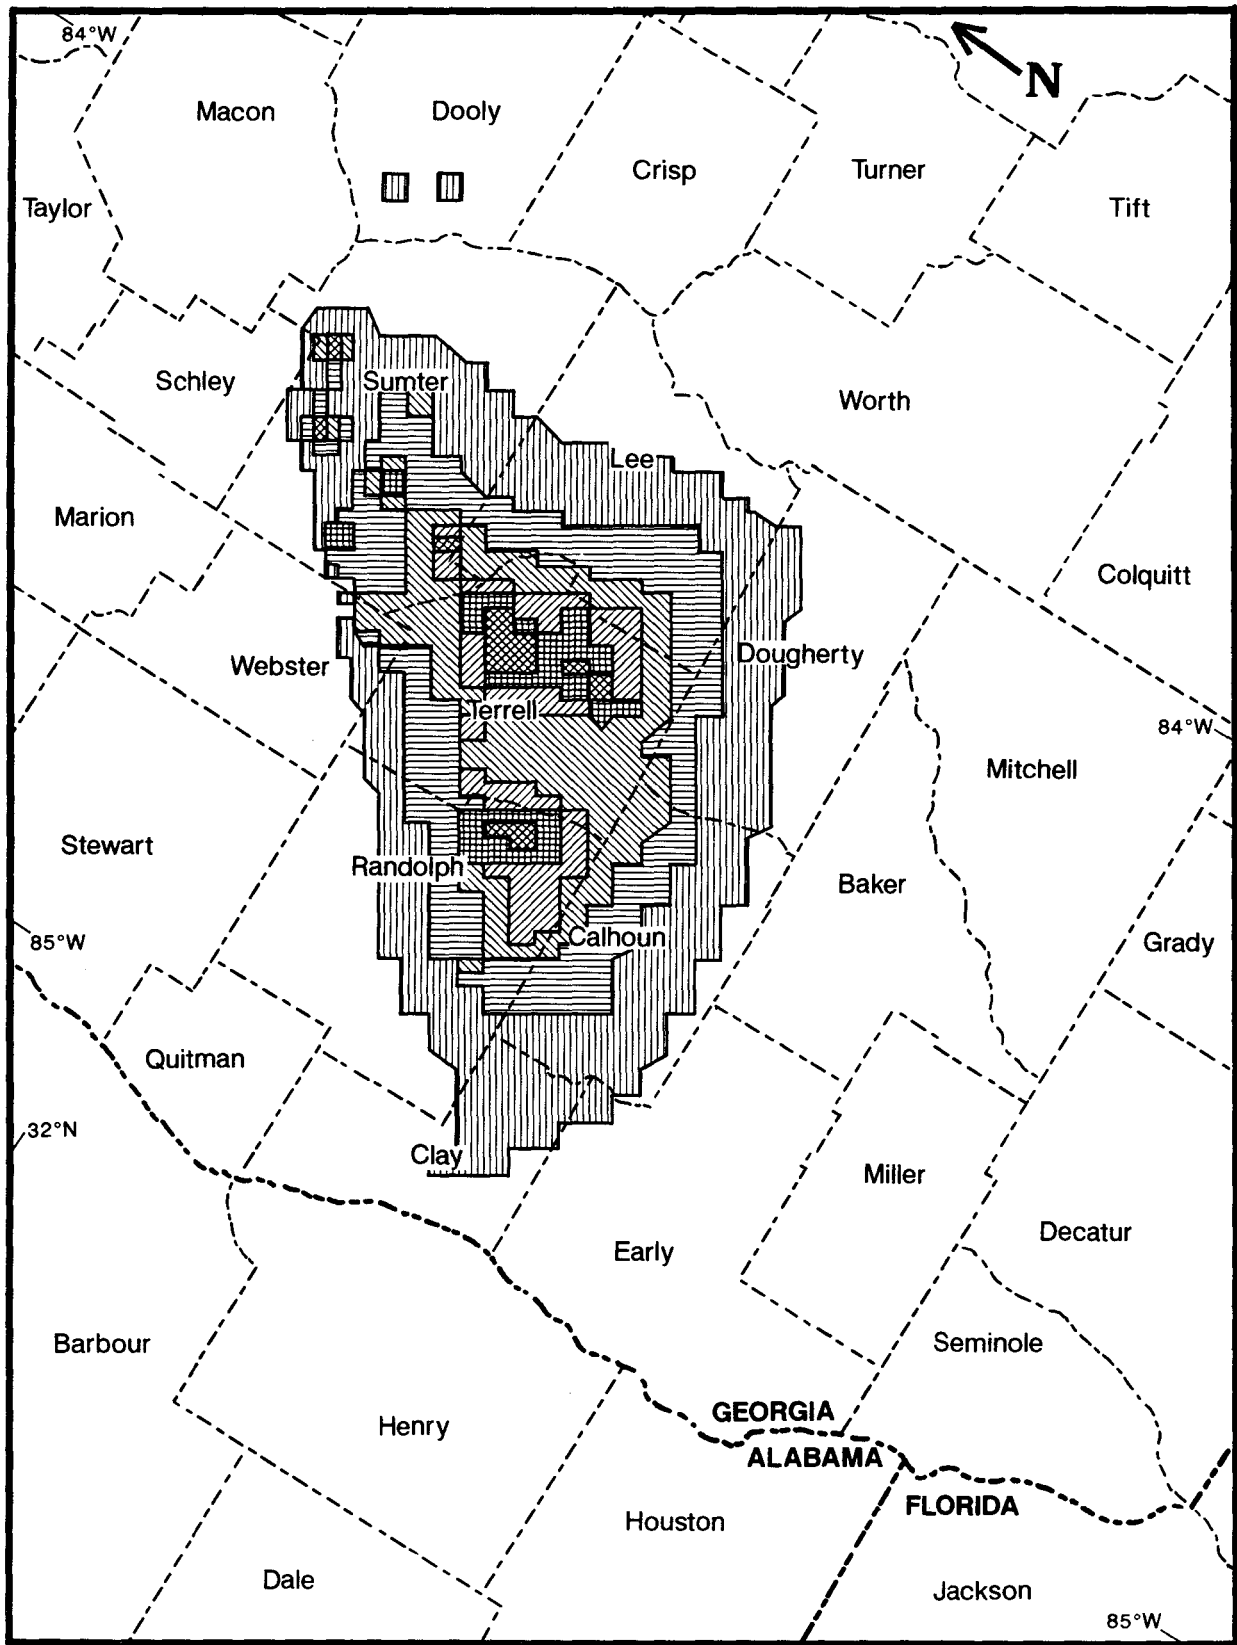 84°W
N
Macon
Dooly
Crisp
Turner
Taylor
Tift
Schley
Sumter
Worth
Lee
Marion
Colquitt
Webster
Dougherty
Terrell
84°W
Mitchell
Stewart
Randolph
Baker
85°W
Calhoun
Grady
Quitman
32°N
Clay
Miller
Early
Decatur
Barbour
Seminole
Henry
GEORGIA
ALABAMA
FLORIDA
Houston
Dale
Jackson
85°W